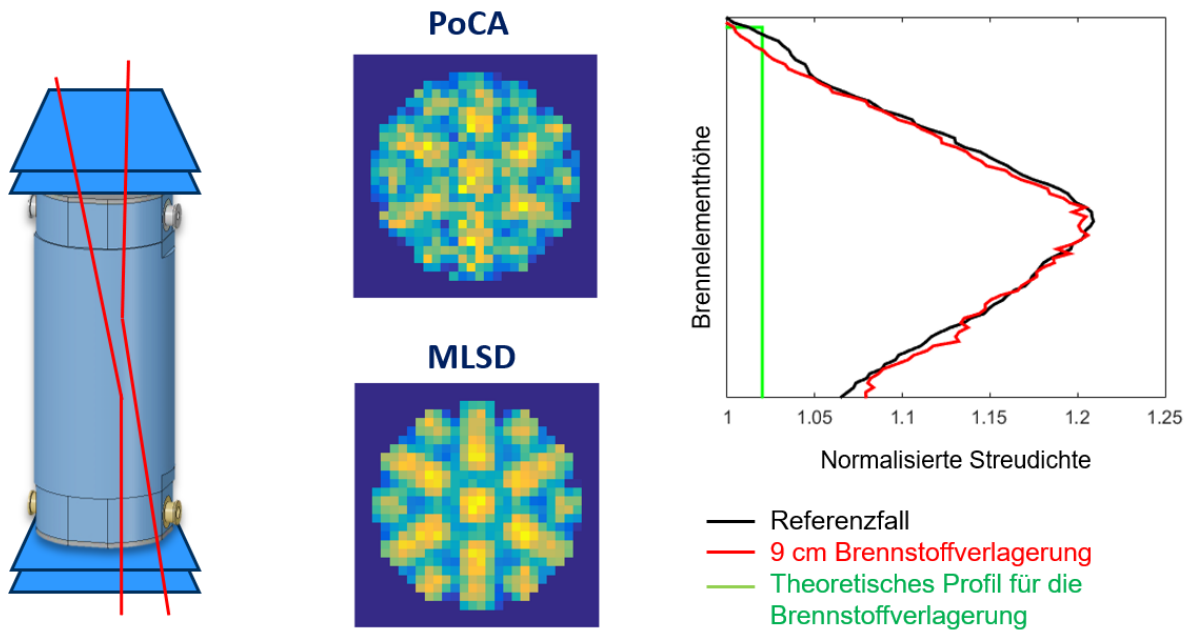 PoCA
MLSD
Brennelementhöhe
1
1.05
1.1
1.15
1.2
1.25
Normalisierte Streudichte
Referenzfall
9 cm Brennstoffverlagerung
Theoretisches Profil für die
Brennstoffverlagerung